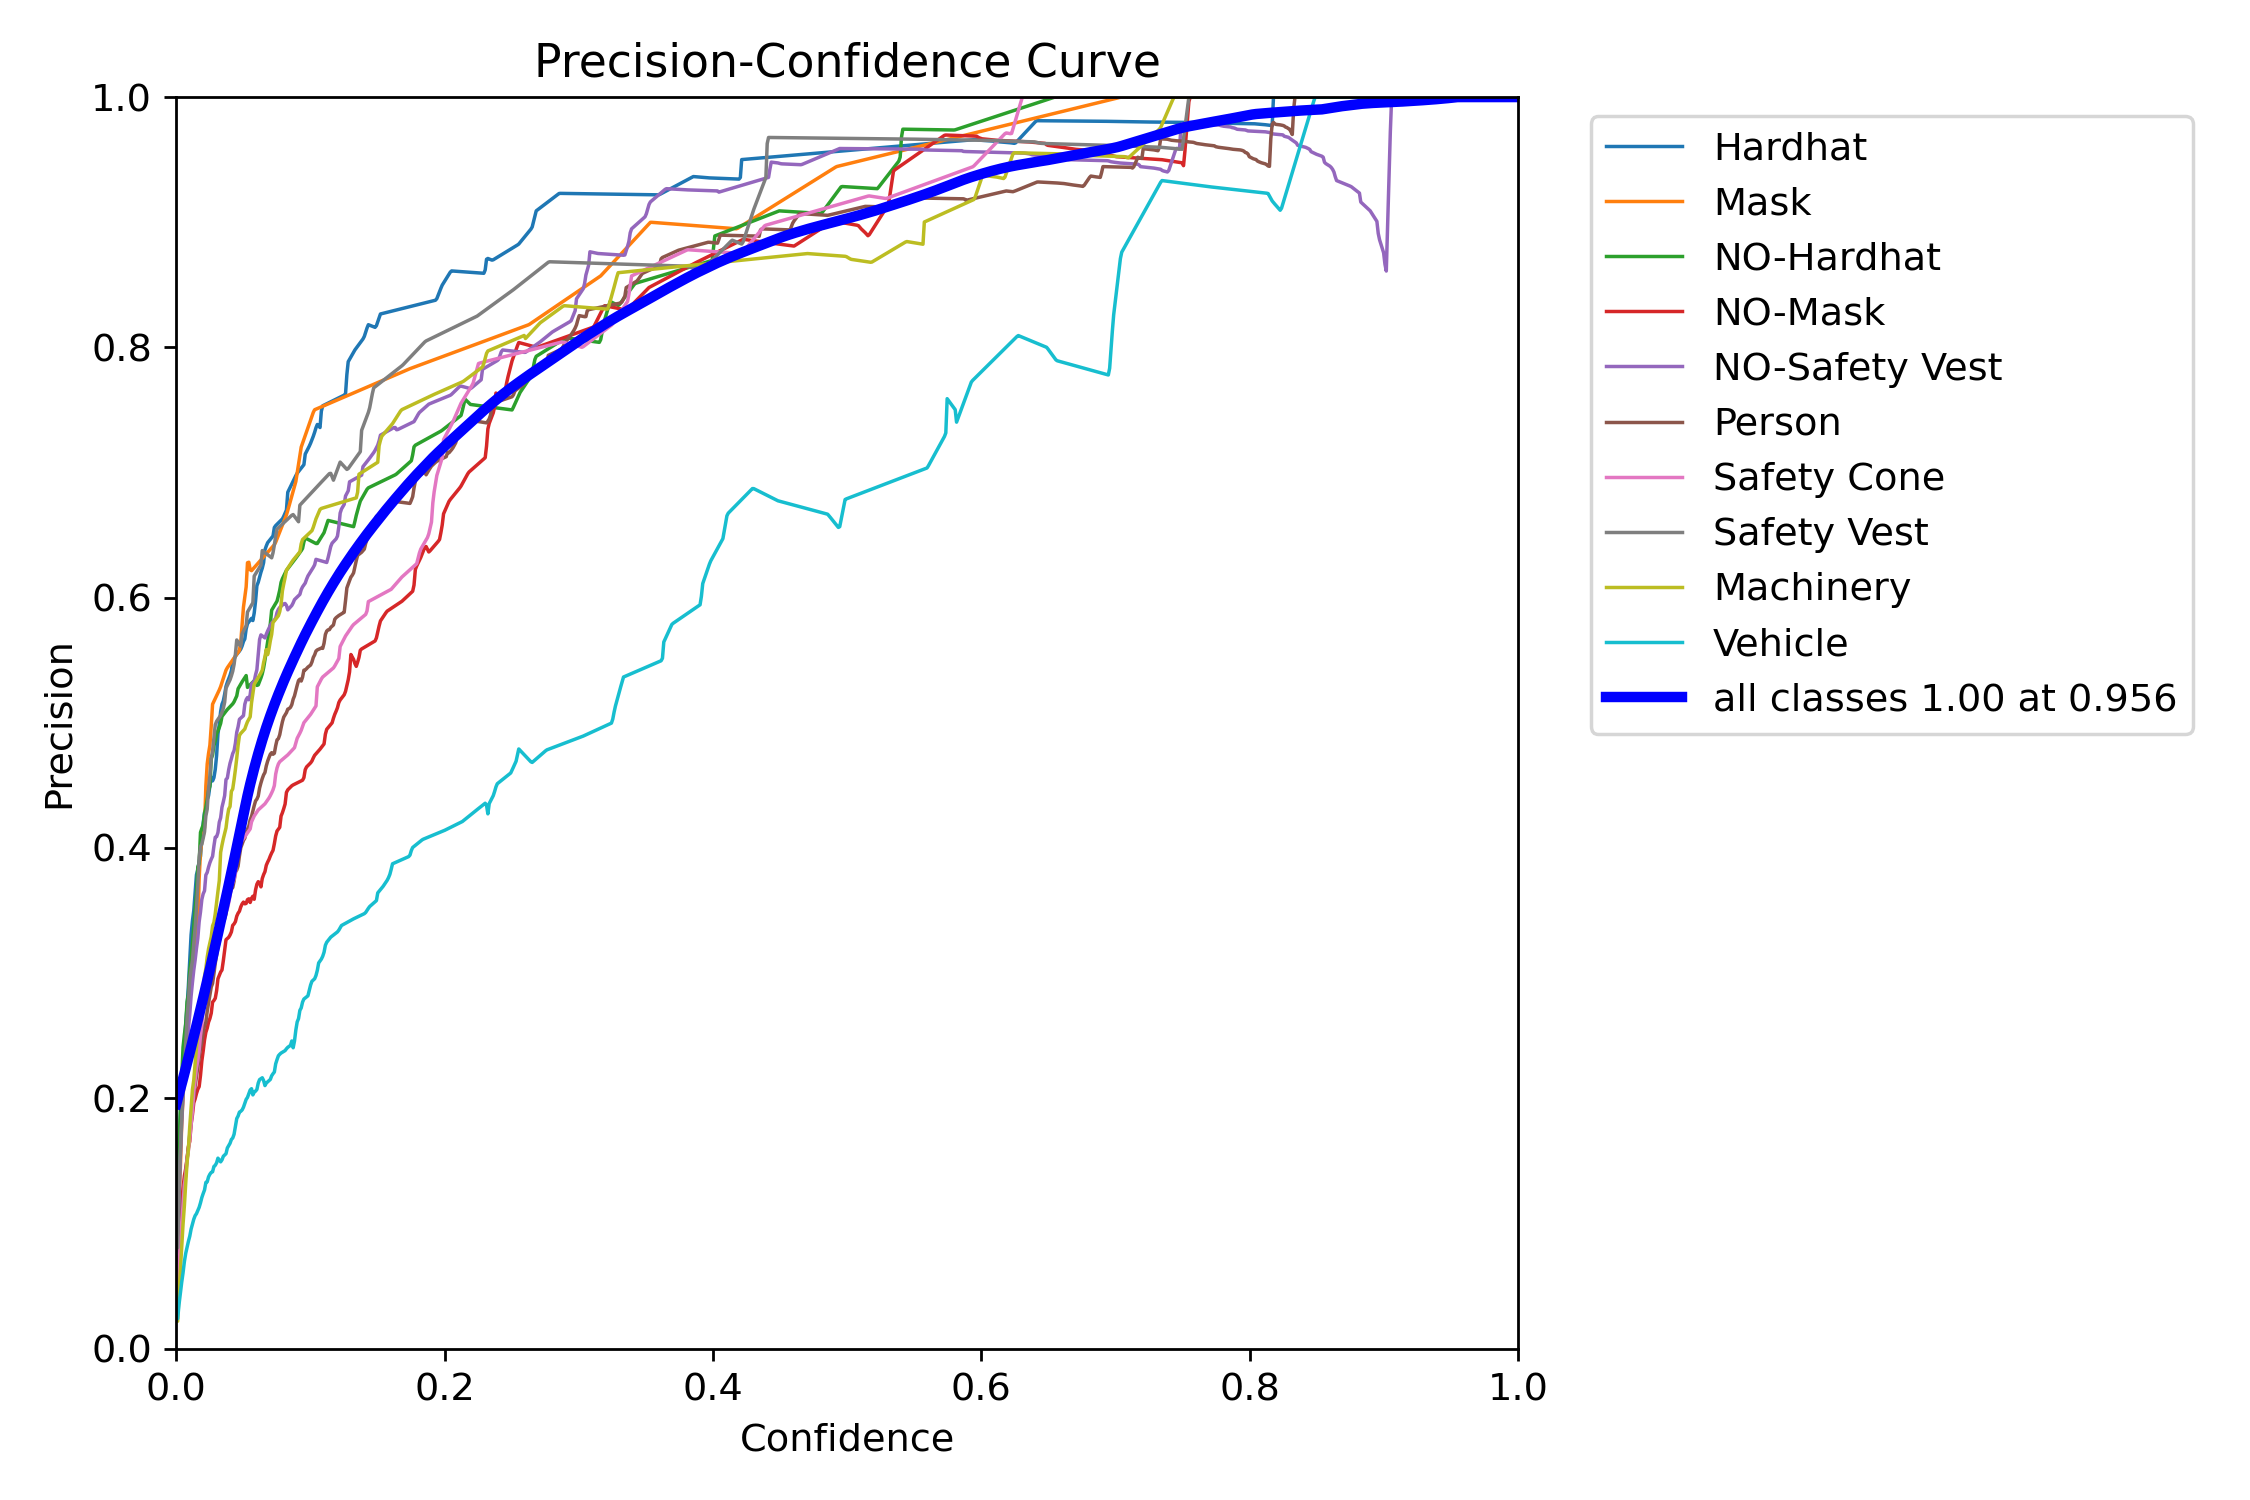 Precision-Confidence Curve
1.0
0.8
0.6
0.4
0.2
0.0
Precision
0.0 0.2 0.4 0.6 0.8 1.0
Confidence
Hardhat
Mask
NO-Hardhat
NO-Mask
NO-Safety Vest
Person
Safety Cone
Safety Vest
Machinery
Vehicle
all classes 1.00 at 0.956